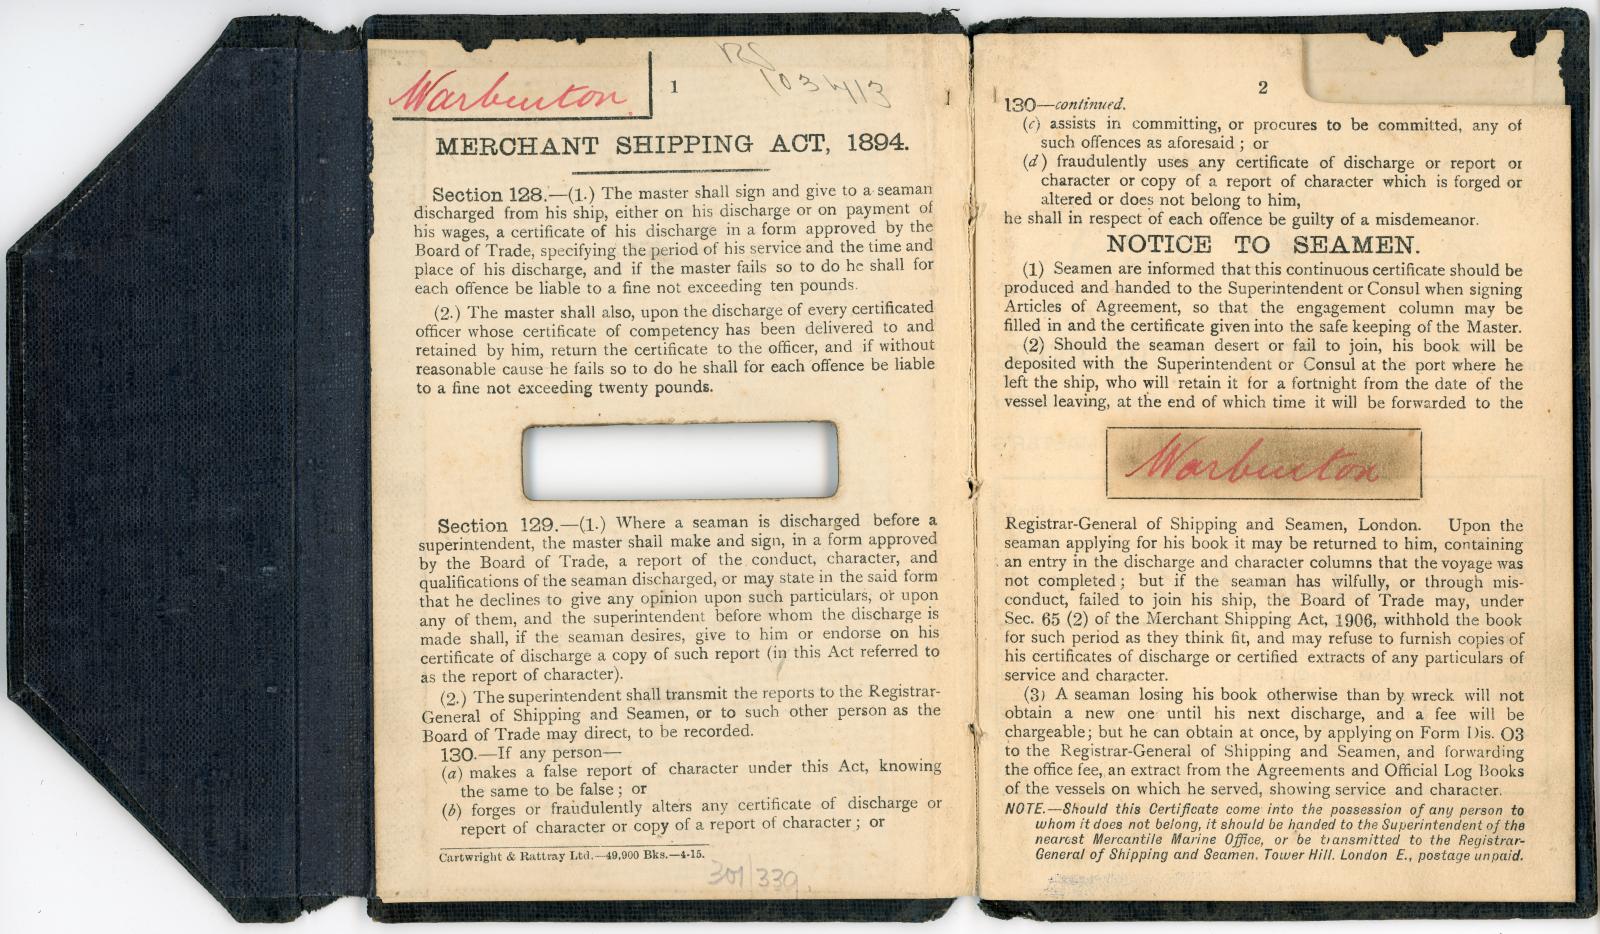 Warburton
1
RS
103413
MERCHANT SHIPPING ACT, 1894.
Section 128.—(1.) The master shall sign and give to a seaman
discharged from his ship, either on his discharge or on payment of
his wages, a certificate of his discharge in a form approved by the
Board of Trade, specifying the period of his service and the time and
place of his discharge, and if the master fails so to do he shall for
each offence be liable to a fine not exceeding ten pounds.
(2.) The master shall also, upon the discharge of every certificated
officer whose certificate of competency has been delivered to and
retained by him, return the certificate to the officer, and if without
reasonable cause he fails so to do he shall for each offence be liable
to a fine not exceeding twenty pounds.
Section 129.—(1.) Where a seaman is discharged before a
superintendent, the master shall make and sign, in a form approved
by the Board of Trade, a report of the conduct, character, and
qualifications of the seaman discharged, or may state in the said form
that he declines to give any opinion upon such particulars, or upon
any of them, and the superintendent before whom the discharge is
made shall, if the seaman desires, give to him or endorse on his
certificate of discharge a copy of such report (in this Act referred to
as the report of character).
(2.) The superintendent shall transmit the reports to the Registrar-
General of Shipping and Seamen, or to such other person as the
Board of Trade may direct, to be recorded.
130.—If any person—
(a) makes a false report of character under this Act, knowing
the same to be false ; or
(b) forges or fraudulently alters any certificate of discharge or
report of character or copy of a report of character ; or
Cartwright & Rattray Ltd.—49,900 Bks.—4-15.
301/339
2
130—continued.
(c) assists in committing, or procures to be committed, any of
such offences as aforesaid ; or
(d) fraudulently uses any certificate of discharge or report or
character or copy of a report of character which is forged or
altered or does not belong to him,
he shall in respect of each offence be guilty of a misdemeanor.
NOTICE TO SEAMEN.
(1) Seamen are informed that this continuous certificate should be
produced and handed to the Superintendent or Consul when signing
Articles of Agreement, so that the engagement column may be
filled in and the certificate given into the safe keeping of the Master.
(2) Should the seaman desert or fail to join, his book will be
deposited with the Superintendent or Consul at the port where he
left the ship, who will retain it for a fortnight from the date of the
vessel leaving, at the end of which time it will be forwarded to the
Warburton
Registrar-General of Shipping and Seamen, London. Upon the
seaman applying for his book it may be returned to him, containing
an entry in the discharge and character columns that the voyage was
not completed ; but if the seaman has wilfully, or through mis-
conduct, failed to join his ship, the Board of Trade may, under
Sec. 65 (2) of the Merchant Shipping Act, 1906, withhold the book
for such period as they think fit, and may refuse to furnish copies of
his certificates of discharge or certified extracts of any particulars of
service and character.
(3) A seaman losing his book otherwise than by wreck will not
obtain a new one until his next discharge, and a fee will be
chargeable; but he can obtain at once, by applying on Form Dis. O3
to the Registrar-General of Shipping and Seamen, and forwarding
the office fee, an extract from the Agreements and Official Log Books
of the vessels on which he served, showing service and character.
NOTE.—Should this Certificate come into the possession of any person to
whom it does not belong, it should be handed to the Superintendent of the
nearest Mercantile Marine Office, or be transmitted to the Registrar-
General of Shipping and Seamen. Tower Hill. London E., postage unpaid.